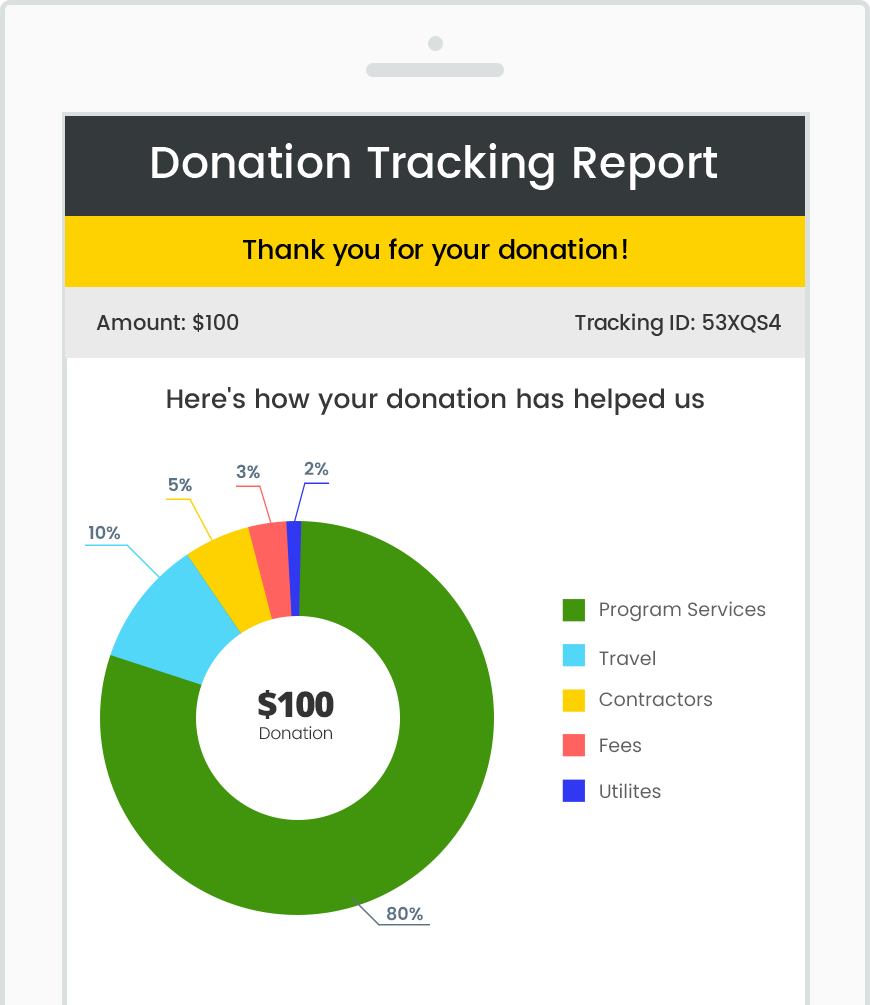 Donation Tracking Report
Thank you for your donation!
Amount: $100
Tracking ID: 53XQS4
Here's how your donation has helped us
2%
3%
5%
10%
Program Services
Travel
Contractors
$100
Donation
Fees
Utilites
80%